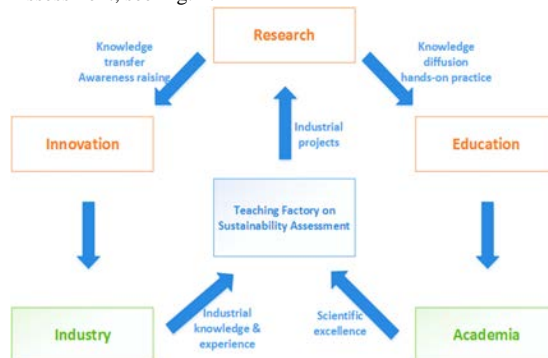 Research
Knowledge
transfer
Awareness raising
Knowledge
diffusion
hands-on practice
Industrial
projects
Innovation
Education
Teaching Factory on
Sustainability Assessment
Industrial
knowledge &
experience
Scientific
excellence
Industry
Academia